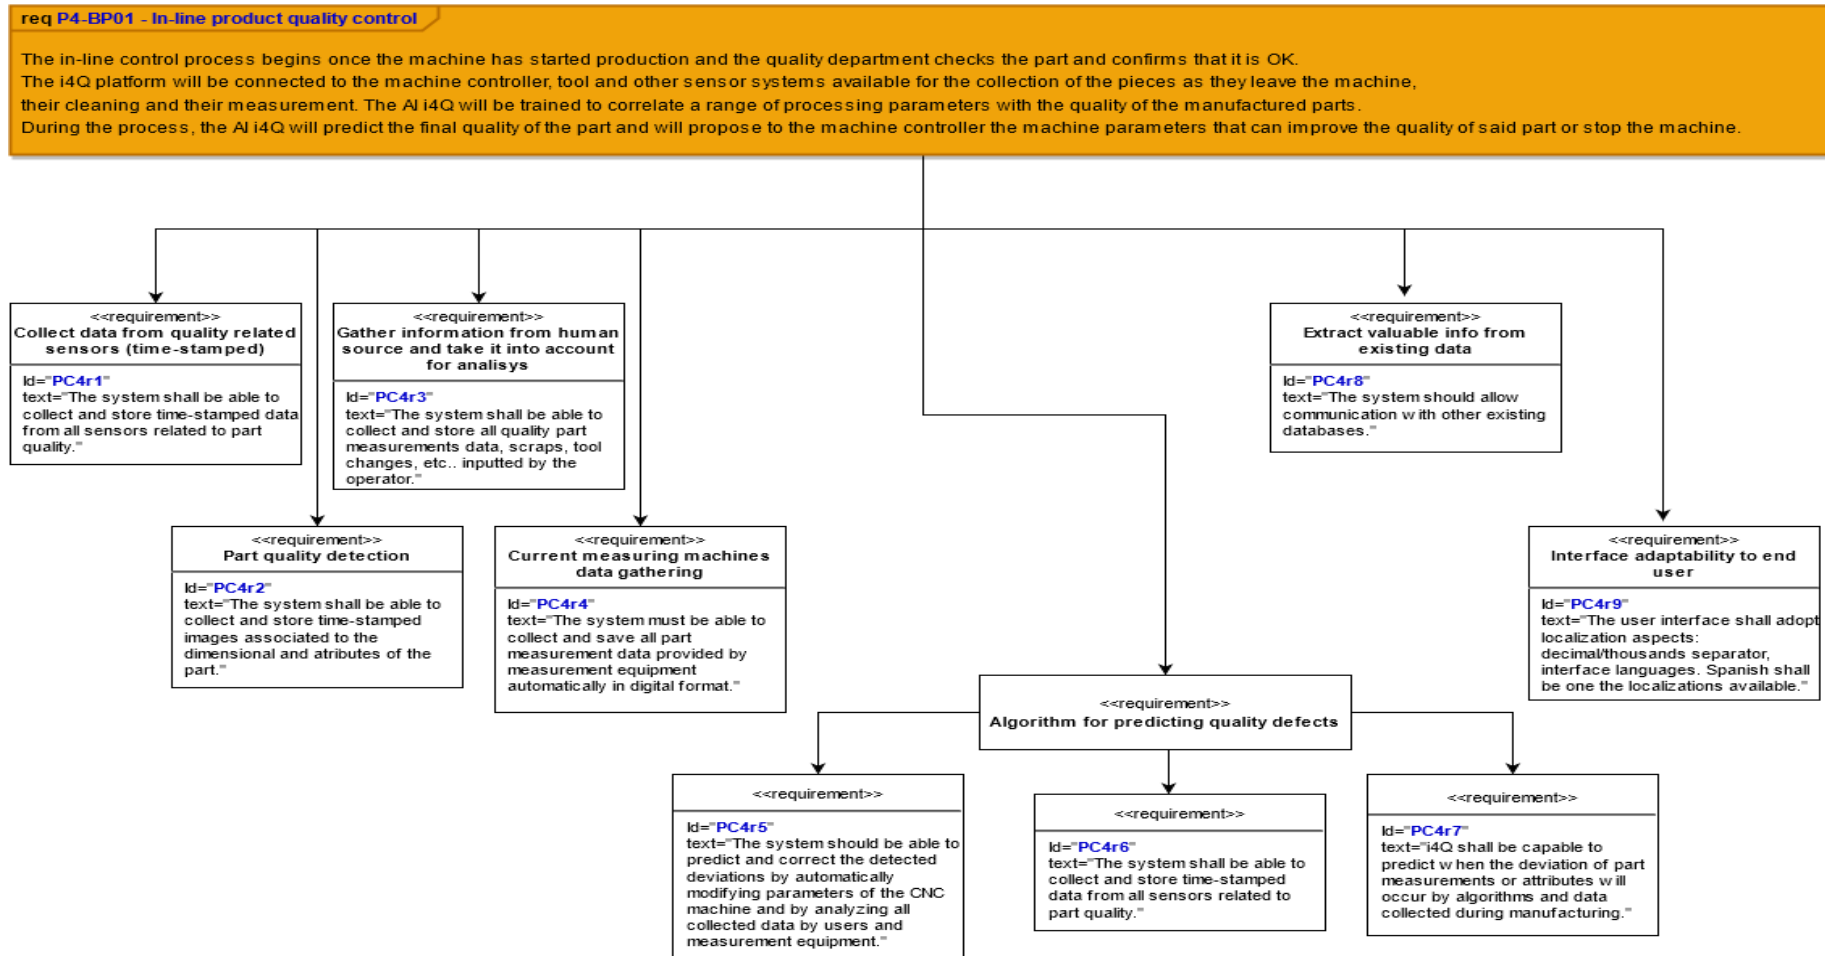 req P4-BP01 - In-line product quality control
The in-line control process begins once the machine has started production and the quality department checks the part and confirms that it is OK.
The i4Q platform will be connected to the machine controller, tool and other sensor systems available for the collection of the pieces as they leave the machine,
their cleaning and their measurement. The AI i4Q will be trained to correlate a range of processing parameters with the quality of the manufactured parts.
During the process, the AI i4Q will predict the final quality of the part and will propose to the machine controller the machine parameters that can improve the quality of said part or stop the machine.
<<requirement>>
Collect data from quality related
sensors (time-stamped)
Id="PC4r1"
text="The system shall be able to
collect and store time-stamped data
from all sensors related to part
quality."
<<requirement>>
Gather information from human
source and take it into account
for analisys
Id="PC4r3"
text="The system shall be able to
collect and store all quality part
measurements data, scraps, tool
changes, etc.. inputted by the
operator."
<<requirement>>
Extract valuable info from
existing data
Id="PC4r8"
text="The system should allow
communication with other existing
databases."
<<requirement>>
Part quality detection
Id="PC4r2"
text="The system shall be able to
collect and store time-stamped
images associated to the
dimensional and atributes of the
part."
<<requirement>>
Current measuring machines
data gathering
Id="PC4r4"
text="The system must be able to
collect and save all part
measurement data provided by
measurement equipment
automatically in digital format."
<<requirement>>
Interface adaptability to end
user
Id="PC4r9"
text="The user interface shall adopt
localization aspects:
decimal/thousands separator,
interface languages. Spanish shall
be one the localizations available."
<<requirement>>
Algorithm for predicting quality defects
<<requirement>>
Id="PC4r5"
text="The system should be able to
predict and correct the detected
deviations by automatically
modifying parameters of the CNC
machine and by analyzing all
collected data by users and
measurement equipment."
<<requirement>>
Id="PC4r6"
text="The system shall be able to
collect and store time-stamped
data from all sensors related to
part quality."
<<requirement>>
Id="PC4r7"
text="i4Q shall be capable to
predict when the deviation of part
measurements or attributes will
occur by algorithms and data
collected during manufacturing."